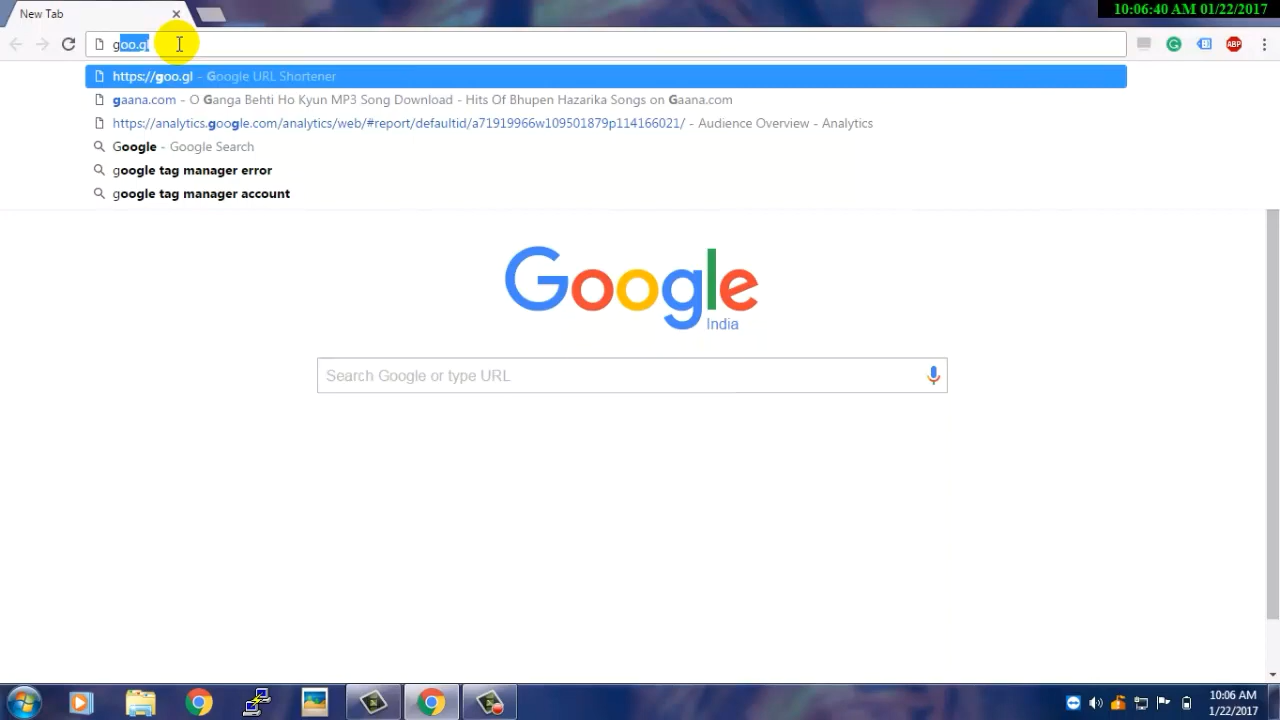 10:06:40 AM 01/22/2017
New Tab
goo.gl
ABP
https://goo.gl – Google URL Shortener
gaana.com – O Ganga Behti Ho Kyun MP3 Song Download - Hits Of Bhupen Hazarika Songs on Gaana.com
https://analytics.google.com/analytics/web/#report/defaultid/a71919966w109501879p114166021/ – Audience Overview - Analytics
Google – Google Search
google tag manager error
google tag manager account
Google
India
Search Google or type URL
10:06 AM
1/22/2017